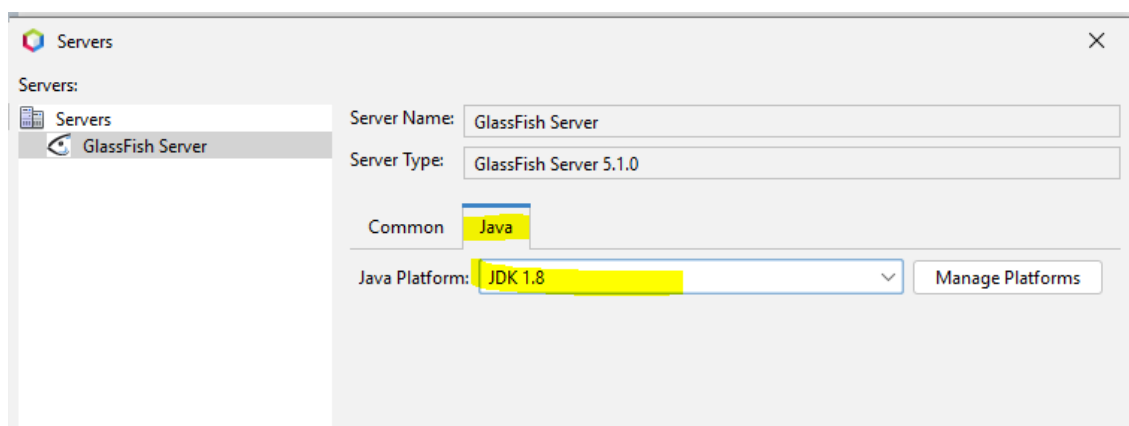 Servers
Servers:
Servers
GlassFish Server
Server Name: GlassFish Server
Server Type: GlassFish Server 5.1.0
Common Java
Java Platform: JDK 1.8 Manage Platforms